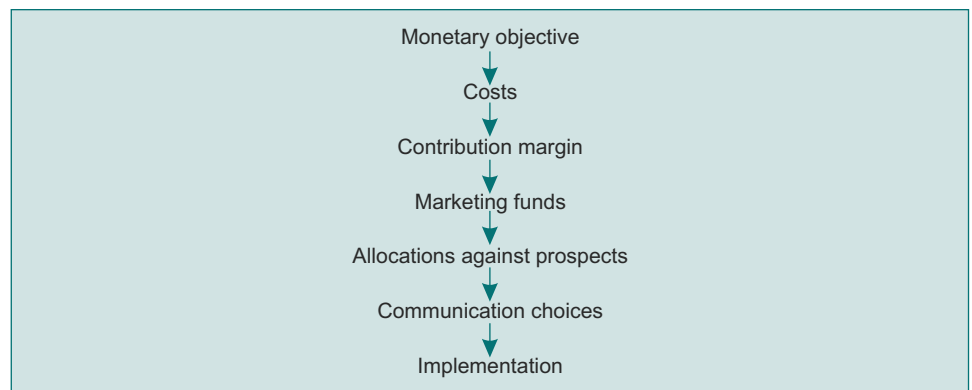 Monetary objective
Costs
Contribution margin
Marketing funds
Allocations against prospects
Communication choices
Implementation